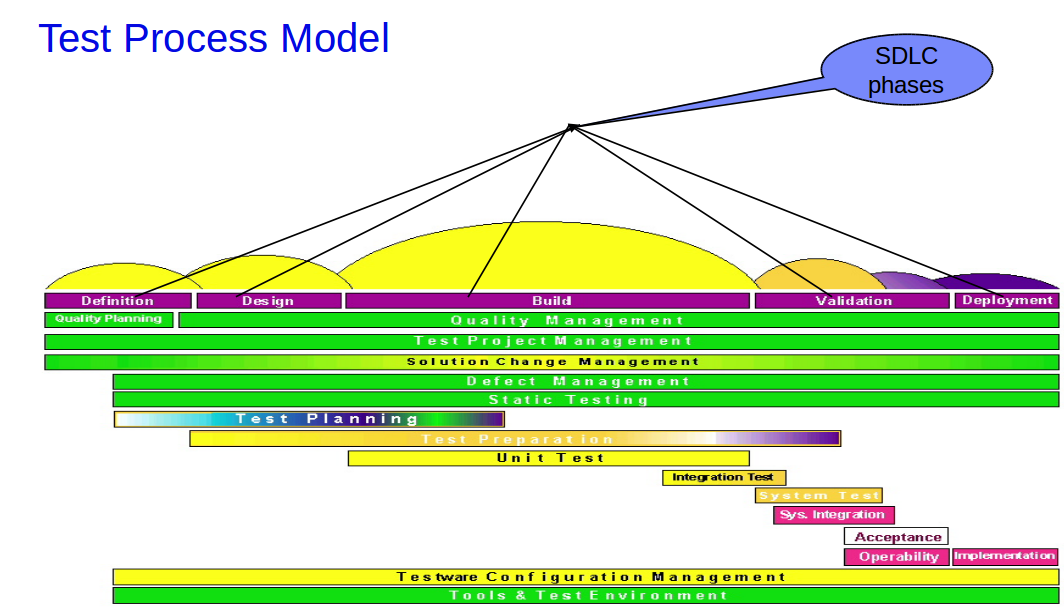 Test Process Model
SDLC
phases
Definition
Design
Build
Validation
Deployment
Quality Planning
Quality Management
Test Project Management
Solution Change Management
Defect Management
Static Testing
Test Planning
Test Preparation
Unit Test
Integration Test
System Test
Sys. Integration
Acceptance
Operability
Implementation
Testware Configuration Management
Tools & Test Environment